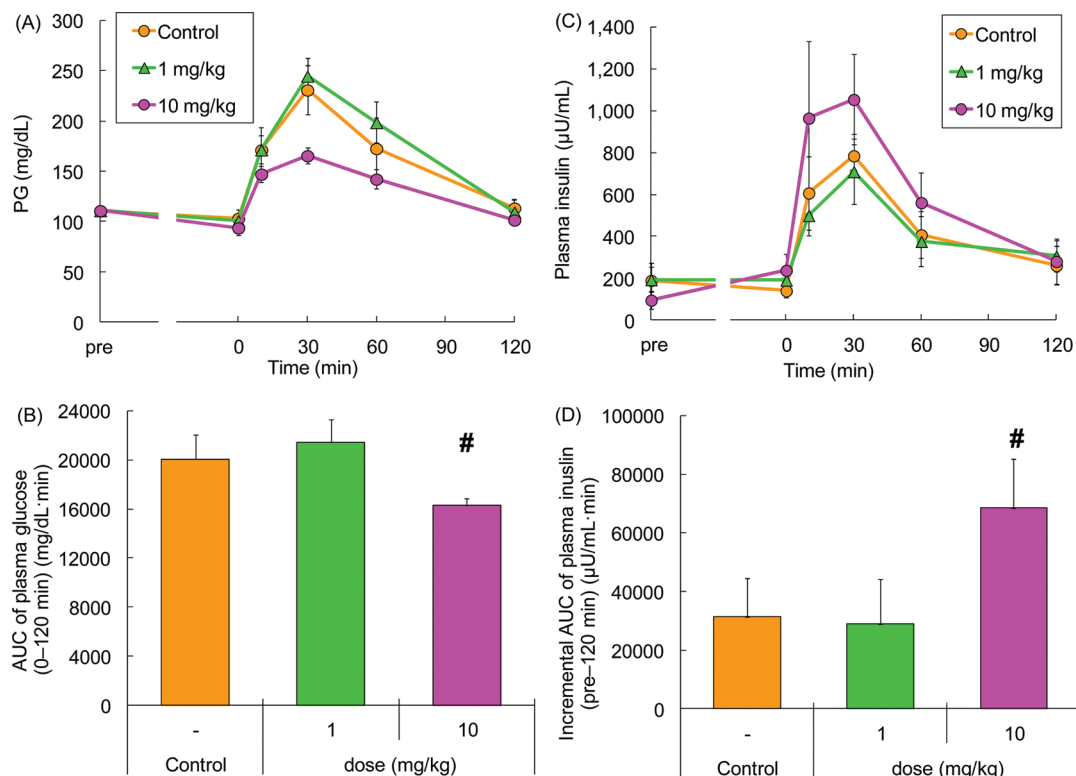 (A)
PG (mg/dL)
300
250
200
150
100
50
0
Control
1 mg/kg
10 mg/kg
pre
0
30
60
90
120
Time (min)
(C)
Plasma insulin (µU/mL)
1,400
1,200
1,000
800
600
400
200
0
Control
1 mg/kg
10 mg/kg
pre
0
30
60
90
120
Time (min)
(B)
AUC of plasma glucose
(0–120 min) (mg/dL·min)
24000
20000
16000
12000
8000
4000
0
#
-
1
10
Control
dose (mg/kg)
(D)
Incremental AUC of plasma inuslin
(pre–120 min) (µU/mL·min)
100000
80000
60000
40000
20000
0
#
-
1
10
Control
dose (mg/kg)